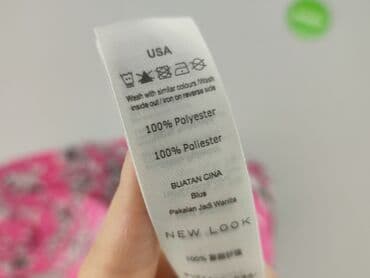 USA
Wash with similar colours/Wash
inside out/Iron on reverse side
100% Polyester
100% Poliester
BUATAN CINA
Blus
Pakaian Jadi Wanita
NEW LOOK
100%